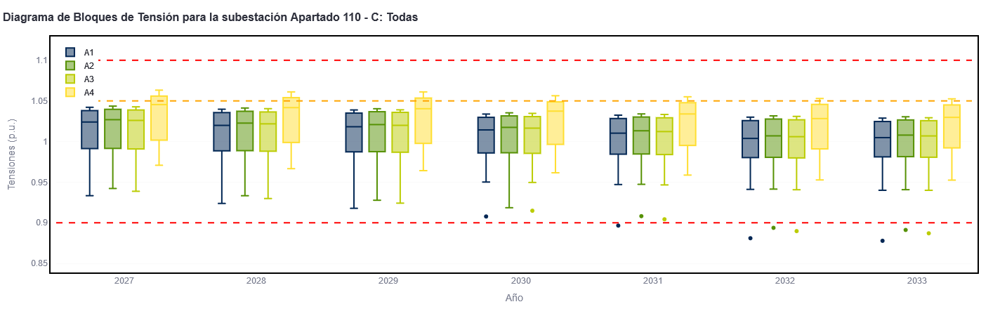 Diagrama de Bloques de Tensión para la subestación Apartado 110 - C: Todas
A1
A2
A3
A4
1.1
1.05
1
0.95
0.9
0.85
Tensiones (p.u.)
2027 2028 2029 2030 2031 2032 2033
Año